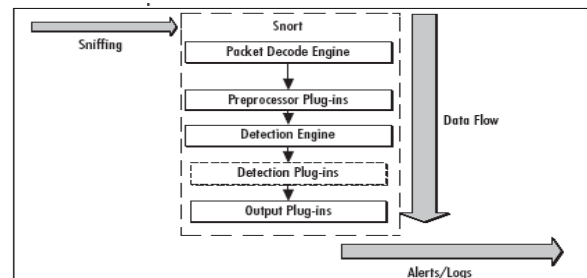 Snort
Sniffing
Packet Decode Engine
Preprocessor Plug-ins
Detection Engine
Data Flow
Detection Plug-ins
Output Plug-ins
Alerts/Logs